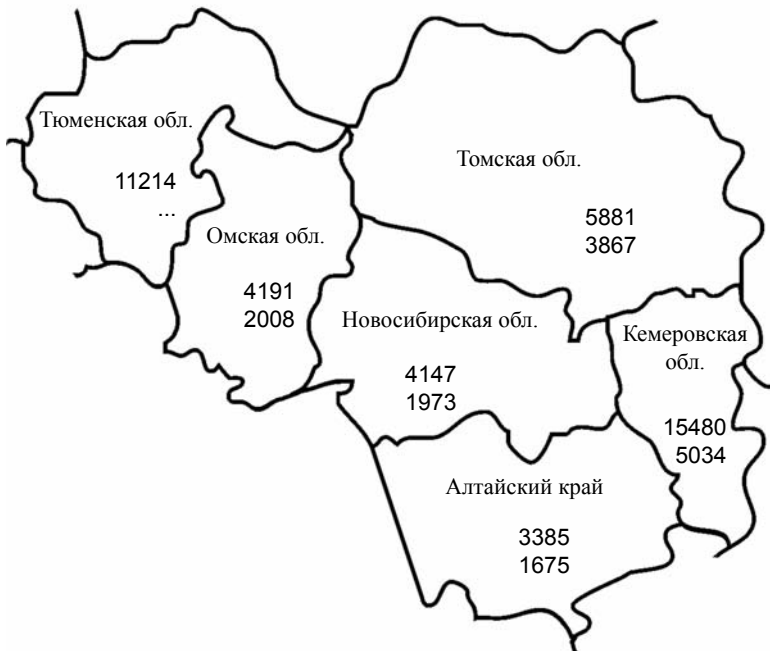 Тюменская обл.
11214
...
Омская обл.
4191
2008
Томская обл.
5881
3867
Новосибирская обл.
4147
1973
Кемеровская
обл.
15480
5034
Алтайский край
3385
1675